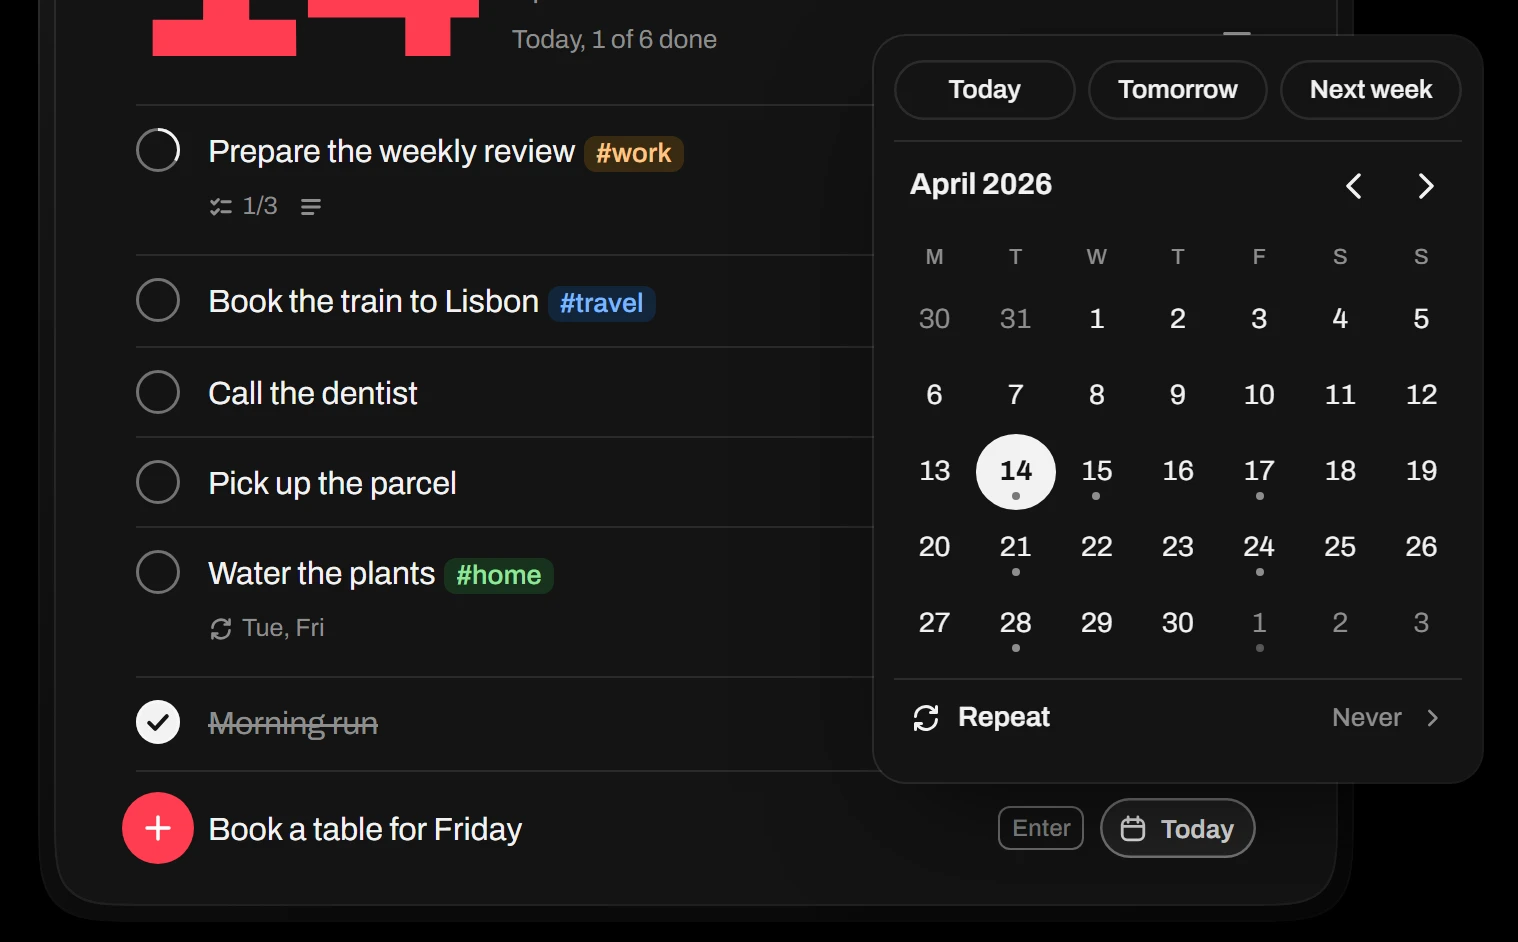 14
Today, 1 of 6 done
Prepare the weekly review #work
1/3
Book the train to Lisbon #travel
Call the dentist
Pick up the parcel
Water the plants #home
Tue, Fri
Morning run
Book a table for Friday
Enter
Today
Today Tomorrow Next week
April 2026
M T W T F S S
30 31 1 2 3 4 5
6 7 8 9 10 11 12
13 14 15 16 17 18 19
20 21 22 23 24 25 26
27 28 29 30 1 2 3
Repeat Never